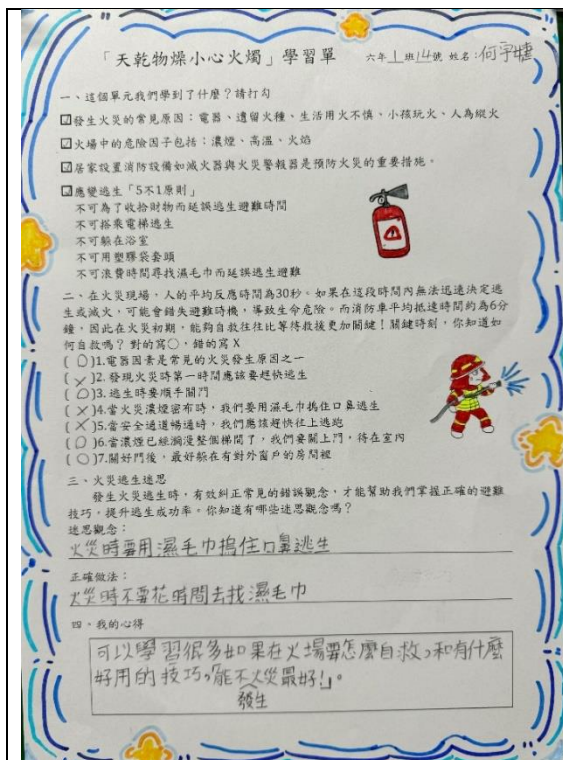 「天乾物燥小心火燭」學習單 六年1班14號 姓名:何宇婕
一、這個單元我們學到了什麼?請打勾
☑發生火災的常見原因:電器、遺留火種、生活用火不慎、小孩玩火、人為縱火
☑火場中的危險因子包括:濃煙、高溫、火焰
☑居家設置消防設備如滅火器與火災警報器是預防火災的重要措施。
☑應變逃生「5不1原則」
不可為了收拾財物而延誤逃生避難時間
不可搭乘電梯逃生
不可躲在浴室
不可用塑膠袋套頭
不可浪費時間尋找濕毛巾而延誤逃生避難
二、在火災現場,人的平均反應時間為30秒。如果在這段時間內無法迅速決定逃
生或滅火,可能會錯失避難時機,導致生命危險。而消防車平均抵達時間約為6分
鐘,因此在火災初期,能夠自救往往比等待救援更加關鍵!關鍵時刻,你知道如
何自救嗎? 對的寫○,錯的寫X
(○)1.電器因素是常見的火災發生原因之一
(X)2.發現火災時第一時間應該要趕快逃生
(○)3.逃生時要順手關門
(X)4.當火災濃煙密布時,我們要用濕毛巾摀住口鼻逃生
(X)5.當安全通道暢通時,我們應該趕快往上逃跑
(○)6.當濃煙已經瀰漫整個梯間了,我們要關上門,待在室內
(○)7.關好門後,最好躲在有對外窗戶的房間裡
三、火災逃生迷思
發生火災逃生時,有效糾正常見的錯誤觀念,才能幫助我們掌握正確的避難
技巧,提升逃生成功率。你知道有哪些迷思觀念嗎?
迷思觀念:
火災時要用濕毛巾摀住口鼻逃生
正確做法:
火災時不要花時間去找濕毛巾
四、我的心得
可以學習很多如果在火場要怎麼自救,和有什麼
好用的技巧,能不發生火災最好!」。